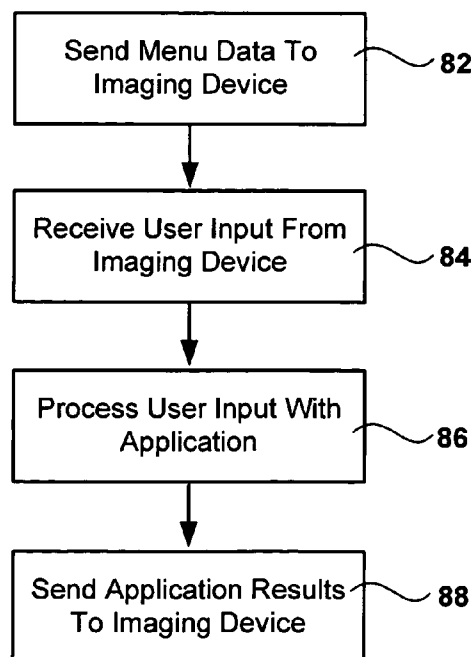 Send Menu Data To
Imaging Device
82
Receive User Input From
Imaging Device
84
Process User Input With
Application
86
Send Application Results
To Imaging Device
88